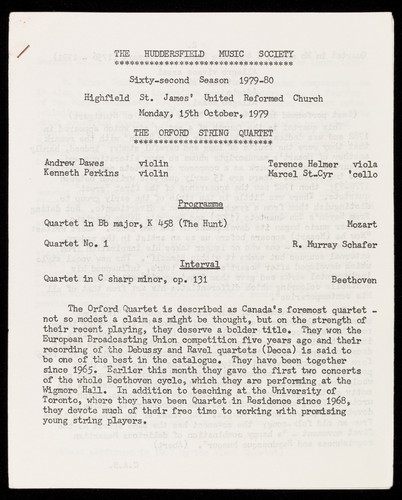 THE HUDDERSFIELD MUSIC SOCIETY
**********************************
Sixty-second Season 1979-80
Highfield St. James' United Reformed Church
Monday, 15th October, 1979
THE ORFORD STRING QUARTET
**************************
Andrew Dawes violin Terence Helmer viola
Kenneth Perkins violin Marcel St-Cyr 'cello
Programme
Quartet in Bb major, K 458 (The Hunt) Mozart
Quartet No. 1 R. Murray Schafer
Interval
Quartet in C sharp minor, op. 131 Beethoven
The Orford Quartet is described as Canada's foremost quartet -
not so modest a claim as might be thought, but on the strength of
their recent playing, they deserve a bolder title. They won the
European Broadcasting Union competition five years ago and their
recording of the Debussy and Ravel quartets (Decca) is said to
be one of the best in the catalogue. They have been together
since 1965. Earlier this month they gave the first two concerts
of the whole Beethoven cycle, which they are performing at the
Wigmore Hall. In addition to teaching at the University of
Toronto, where they have been Quartet in Residence since 1968,
they devote much of their free time to working with promising
young string players.